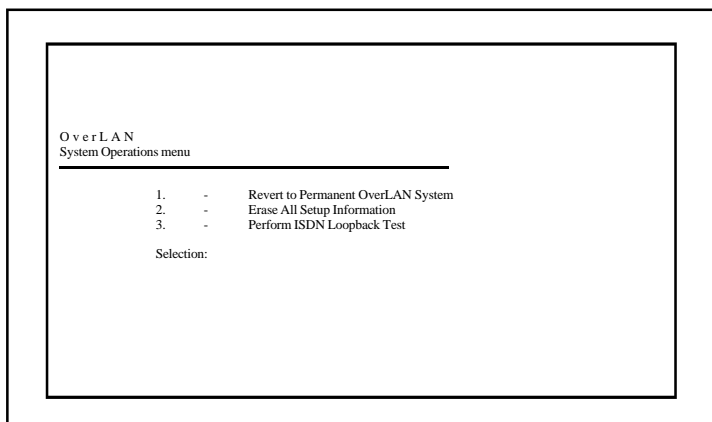 O v e r L A N
System Operations menu
1. - Revert to Permanent OverLAN System
2. - Erase All Setup Information
3. - Perform ISDN Loopback Test
Selection: